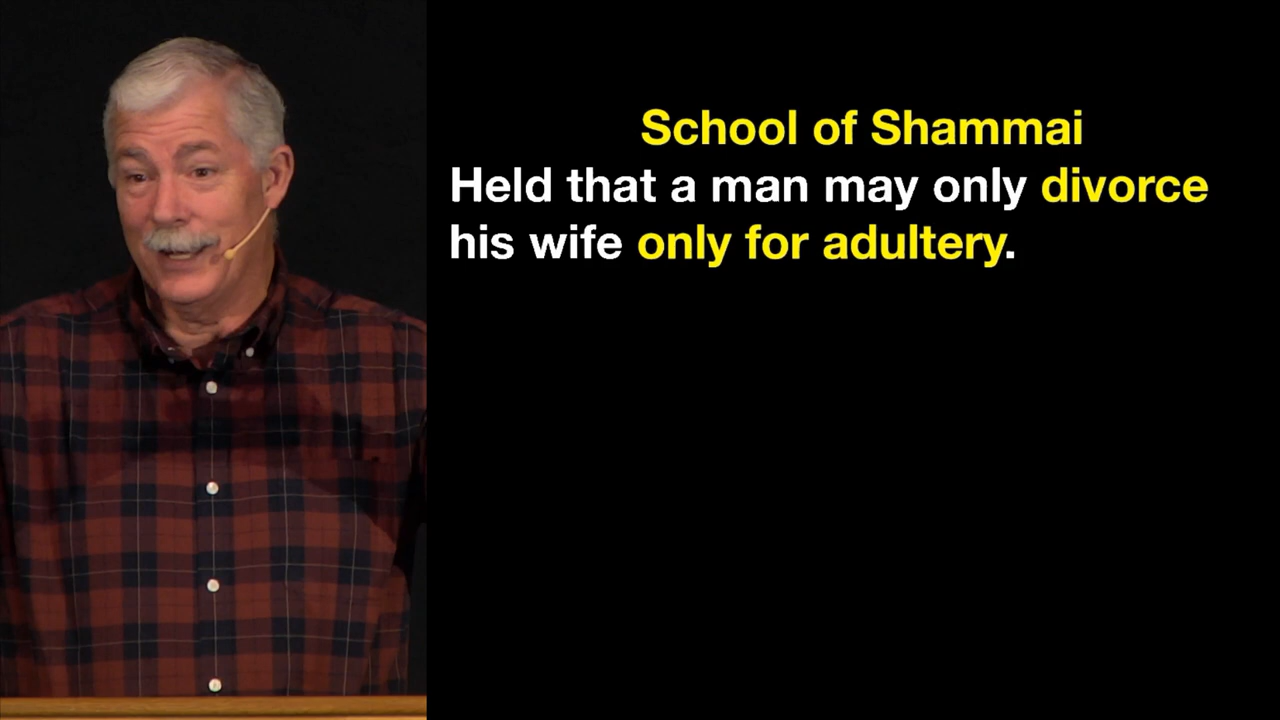 School of Shammai
Held that a man may only divorce
his wife only for adultery.